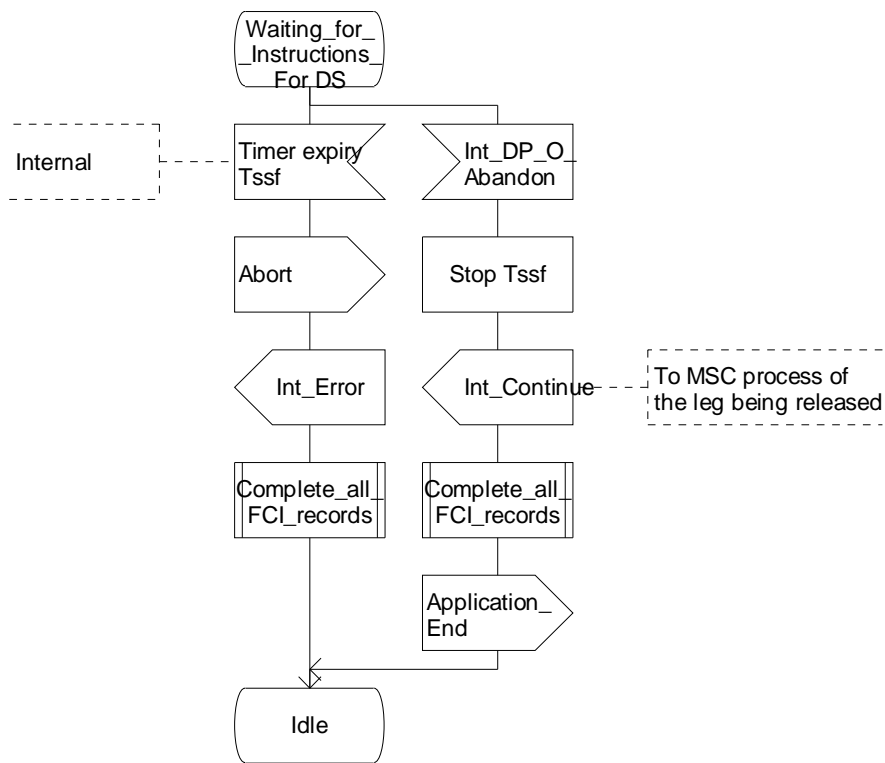 Waiting_for_
_Instructions_
For DS
Internal
Timer expiry
Tssf
Int_DP_O_
Abandon
Abort
Stop Tssf
Int_Error
Int_Continue
To MSC process of
the leg being released
Complete_all_
FCI_records
Complete_all_
FCI_records
Application_
End
Idle